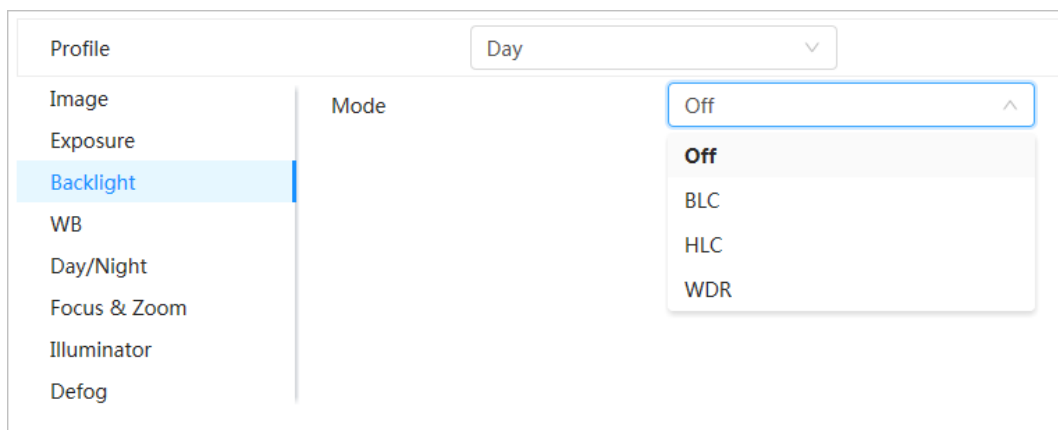 Profile
Day
Image
Mode
Off
Exposure
Off
Backlight
BLC
WB
HLC
Day/Night
WDR
Focus & Zoom
Illuminator
Defog